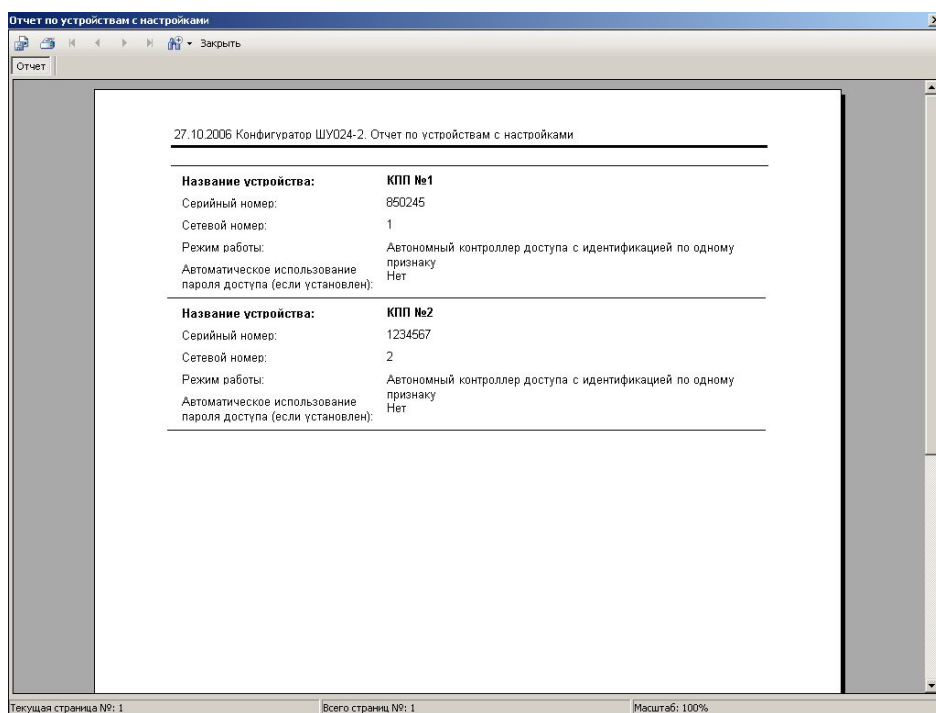 Отчет по устройствам с настройками
Закрыть
Отчет
27.10.2006 Конфигуратор ШУ024-2. Отчет по устройствам с настройками
Название устройства: КПП №1
Серийный номер: 850245
Сетевой номер: 1
Режим работы: Автономный контроллер доступа с идентификацией по одному
признаку
Автоматическое использование
Нет
пароля доступа (если установлен):
Название устройства: КПП №2
Серийный номер: 1234567
Сетевой номер: 2
Режим работы: Автономный контроллер доступа с идентификацией по одному
признаку
Автоматическое использование
Нет
пароля доступа (если установлен):
Текущая страница №: 1 Всего страниц №: 1 Масштаб: 100%